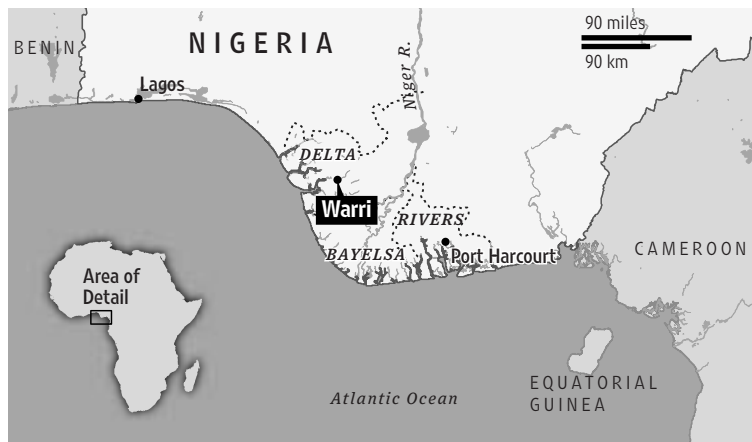 90 miles
90 km
NIGERIA
BENIN
Lagos
Niger R.
DELTA
Warri
RIVERS
BAYELSA
Port Harcourt
CAMEROON
Area of
Detail
EQUATORIAL
GUINEA
Atlantic Ocean